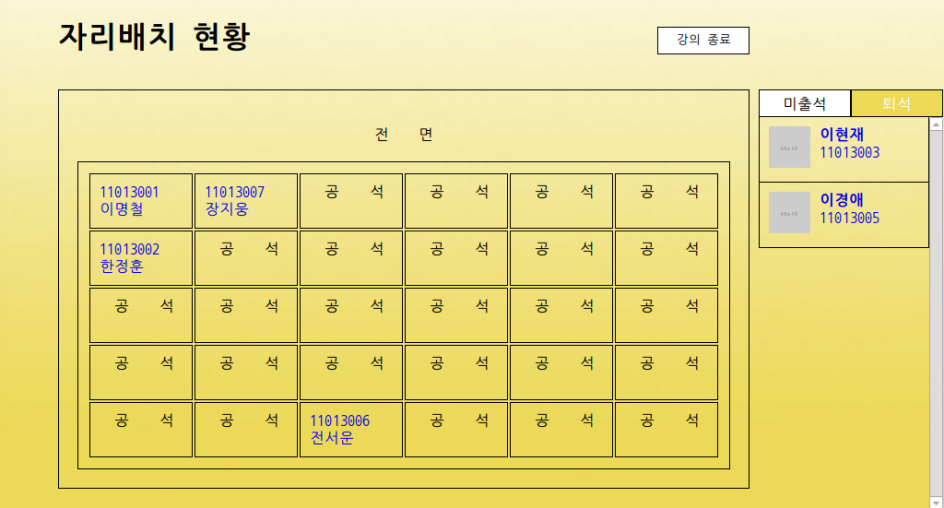 자리배치 현황
강의 종료
전 면
11013001 11013007 공 석 공 석 공 석 공 석
이명철 장지웅
11013002 공 석 공 석 공 석 공 석 공 석
한정훈
공 석 공 석 공 석 공 석 공 석 공 석
공 석 공 석 공 석 공 석 공 석 공 석
공 석 공 석 11013006 공 석 공 석 공 석
전서운
미출석 퇴석
이현재
11013003
이경애
11013005